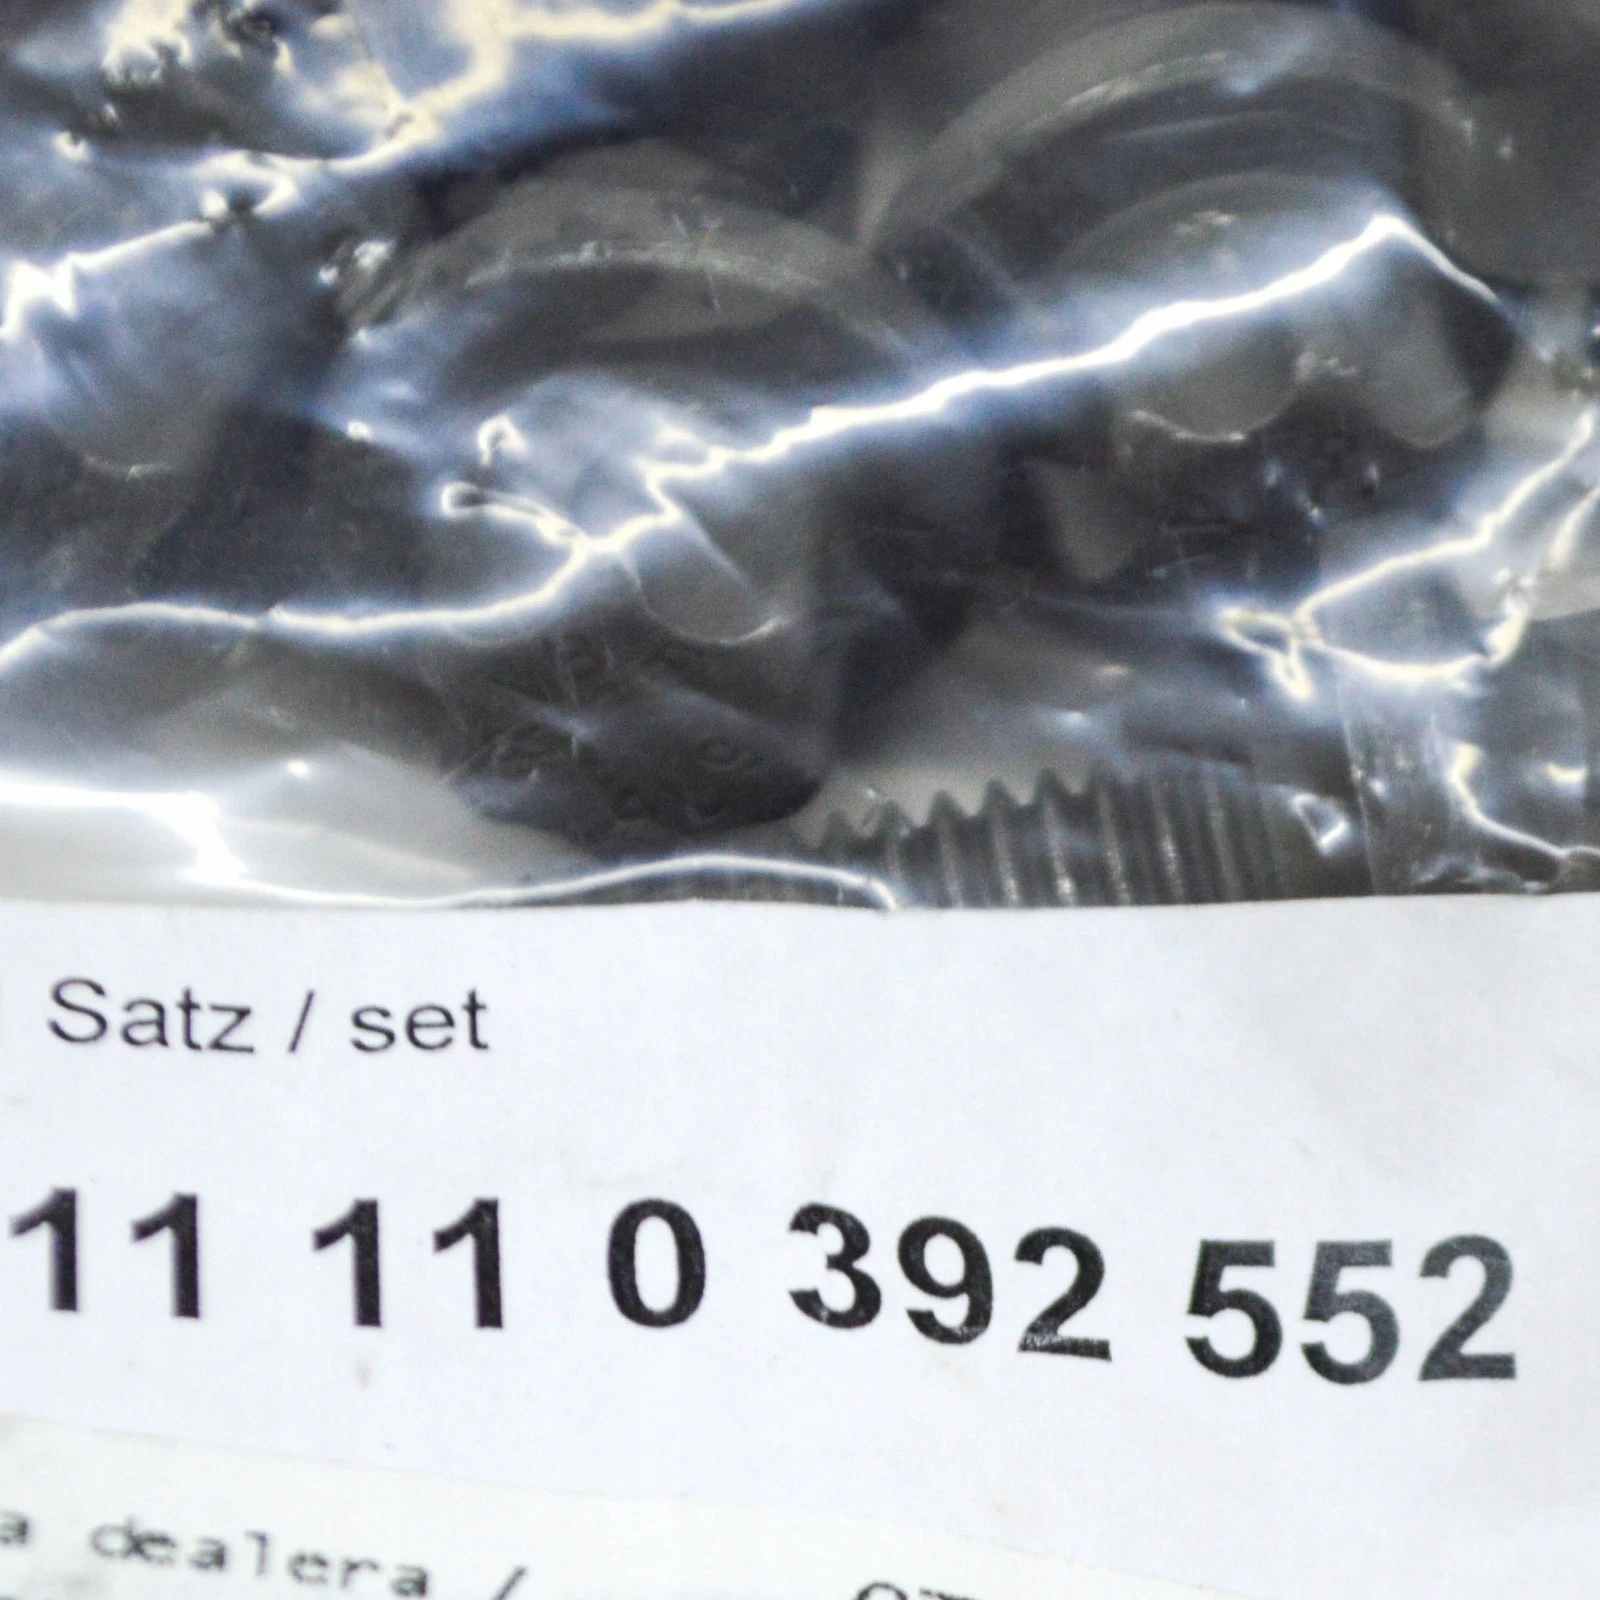 Satz / set
11 11 0 392 552
a dealera /